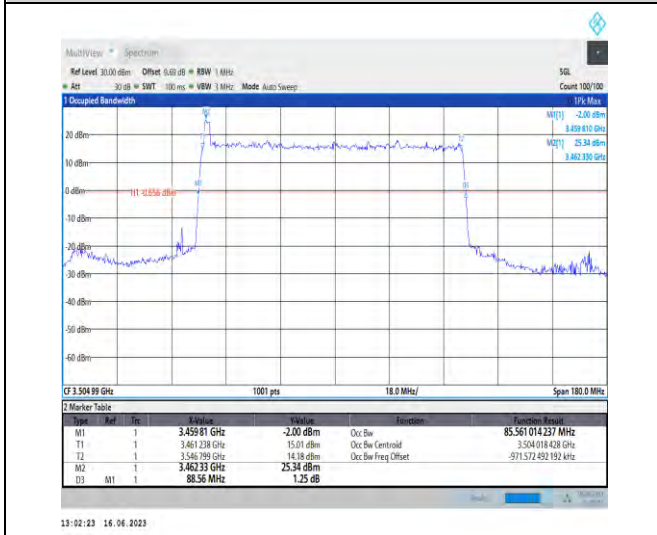 MultiView Spectrum
Ref Level 30.00 dBm Offset 0.60 dB RBW 1 MHz SGL
Att 30 dB SWT 100 ms VBW 3 MHz Mode Auto Sweep Count 100/100
1 Occupied Bandwidth 1Pk Max
M1[1] -2.00 dBm
3.459 810 GHz
M2[1] 25.34 dBm
3.462 330 GHz
20 dBm
10 dBm
0 dBm
H1 -0.656 dBm
-10 dBm
-20 dBm
-30 dBm
-40 dBm
-50 dBm
-60 dBm
CF 3.504 99 GHz 1001 pts 18.0 MHz/ Span 180.0 MHz
2 Marker Table
Type Ref Trc X-Value Y-Value Function Function Result
M1 1 3.459 81 GHz -2.00 dBm Occ Bw 85.561 014 237 MHz
T1 1 3.461 238 GHz 15.01 dBm Occ Bw Centroid 3.504 018 428 GHz
T2 1 3.546 799 GHz 14.18 dBm Occ Bw Freq Offset -971.572 492 192 kHz
M2 1 3.462 33 GHz 25.34 dBm
D3 M1 1 88.56 MHz 1.25 dB
13:02:23 16.06.2023